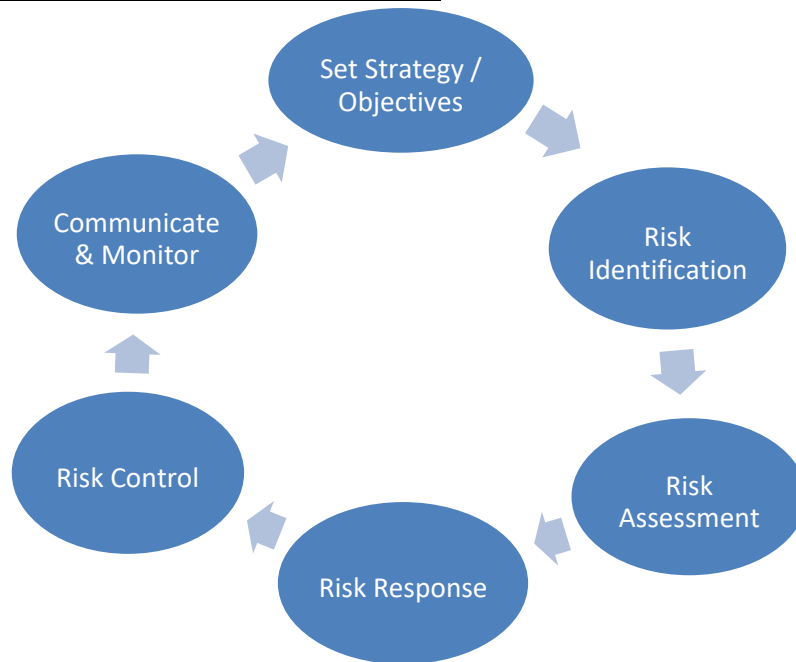 Set Strategy /
Objectives
Risk
Identification
Risk
Assessment
Risk Response
Risk Control
Communicate
& Monitor